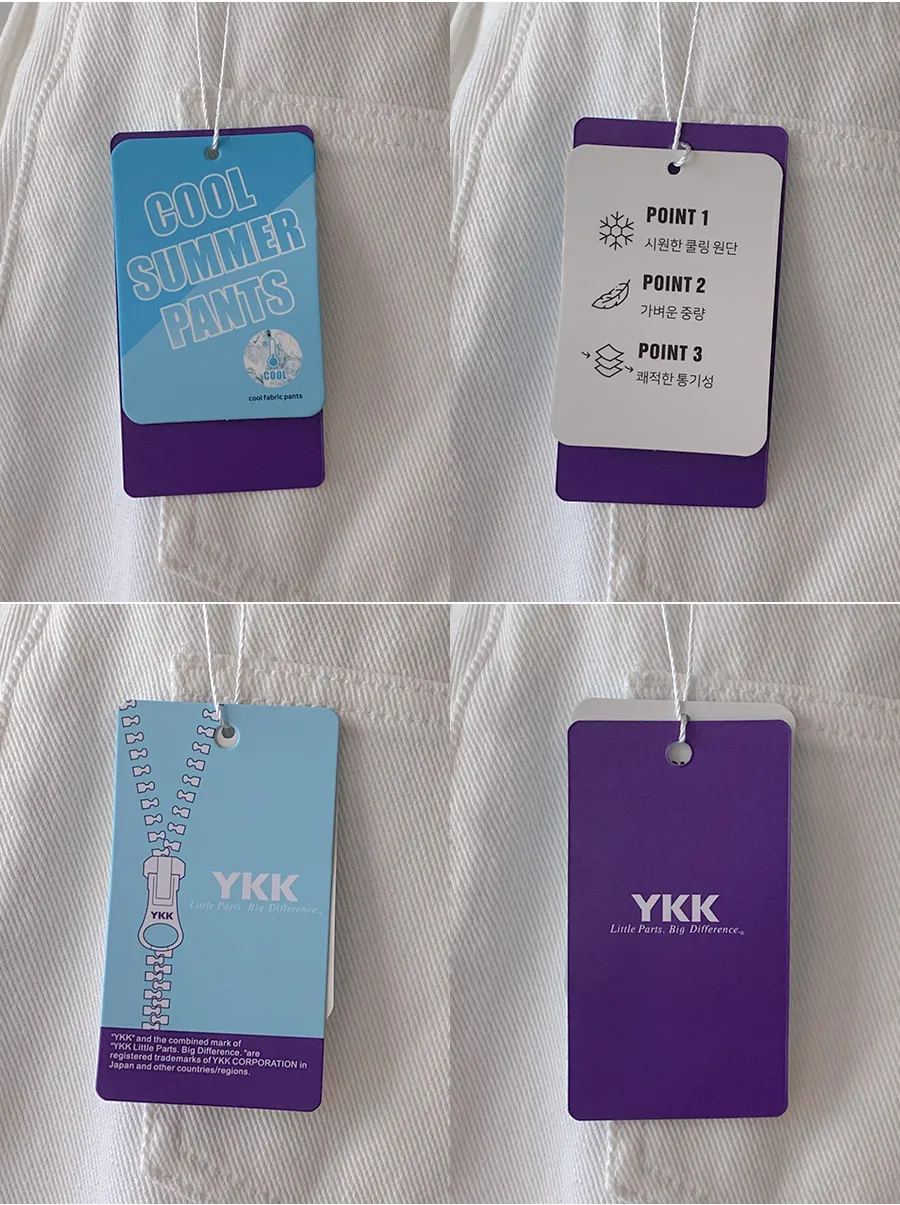 COOL
SUMMER
PANTS
COOL
cool fabric pants
POINT 1
시원한 쿨링 원단
POINT 2
가벼운 중량
POINT 3
쾌적한 통기성
YKK
YKK
Little Parts. Big Difference.
"YKK" and the combined mark of
"YKK Little Parts. Big Difference. "are
registered trademarks of YKK CORPORATION in
Japan and other countries/regions.
YKK
Little Parts. Big Difference.®